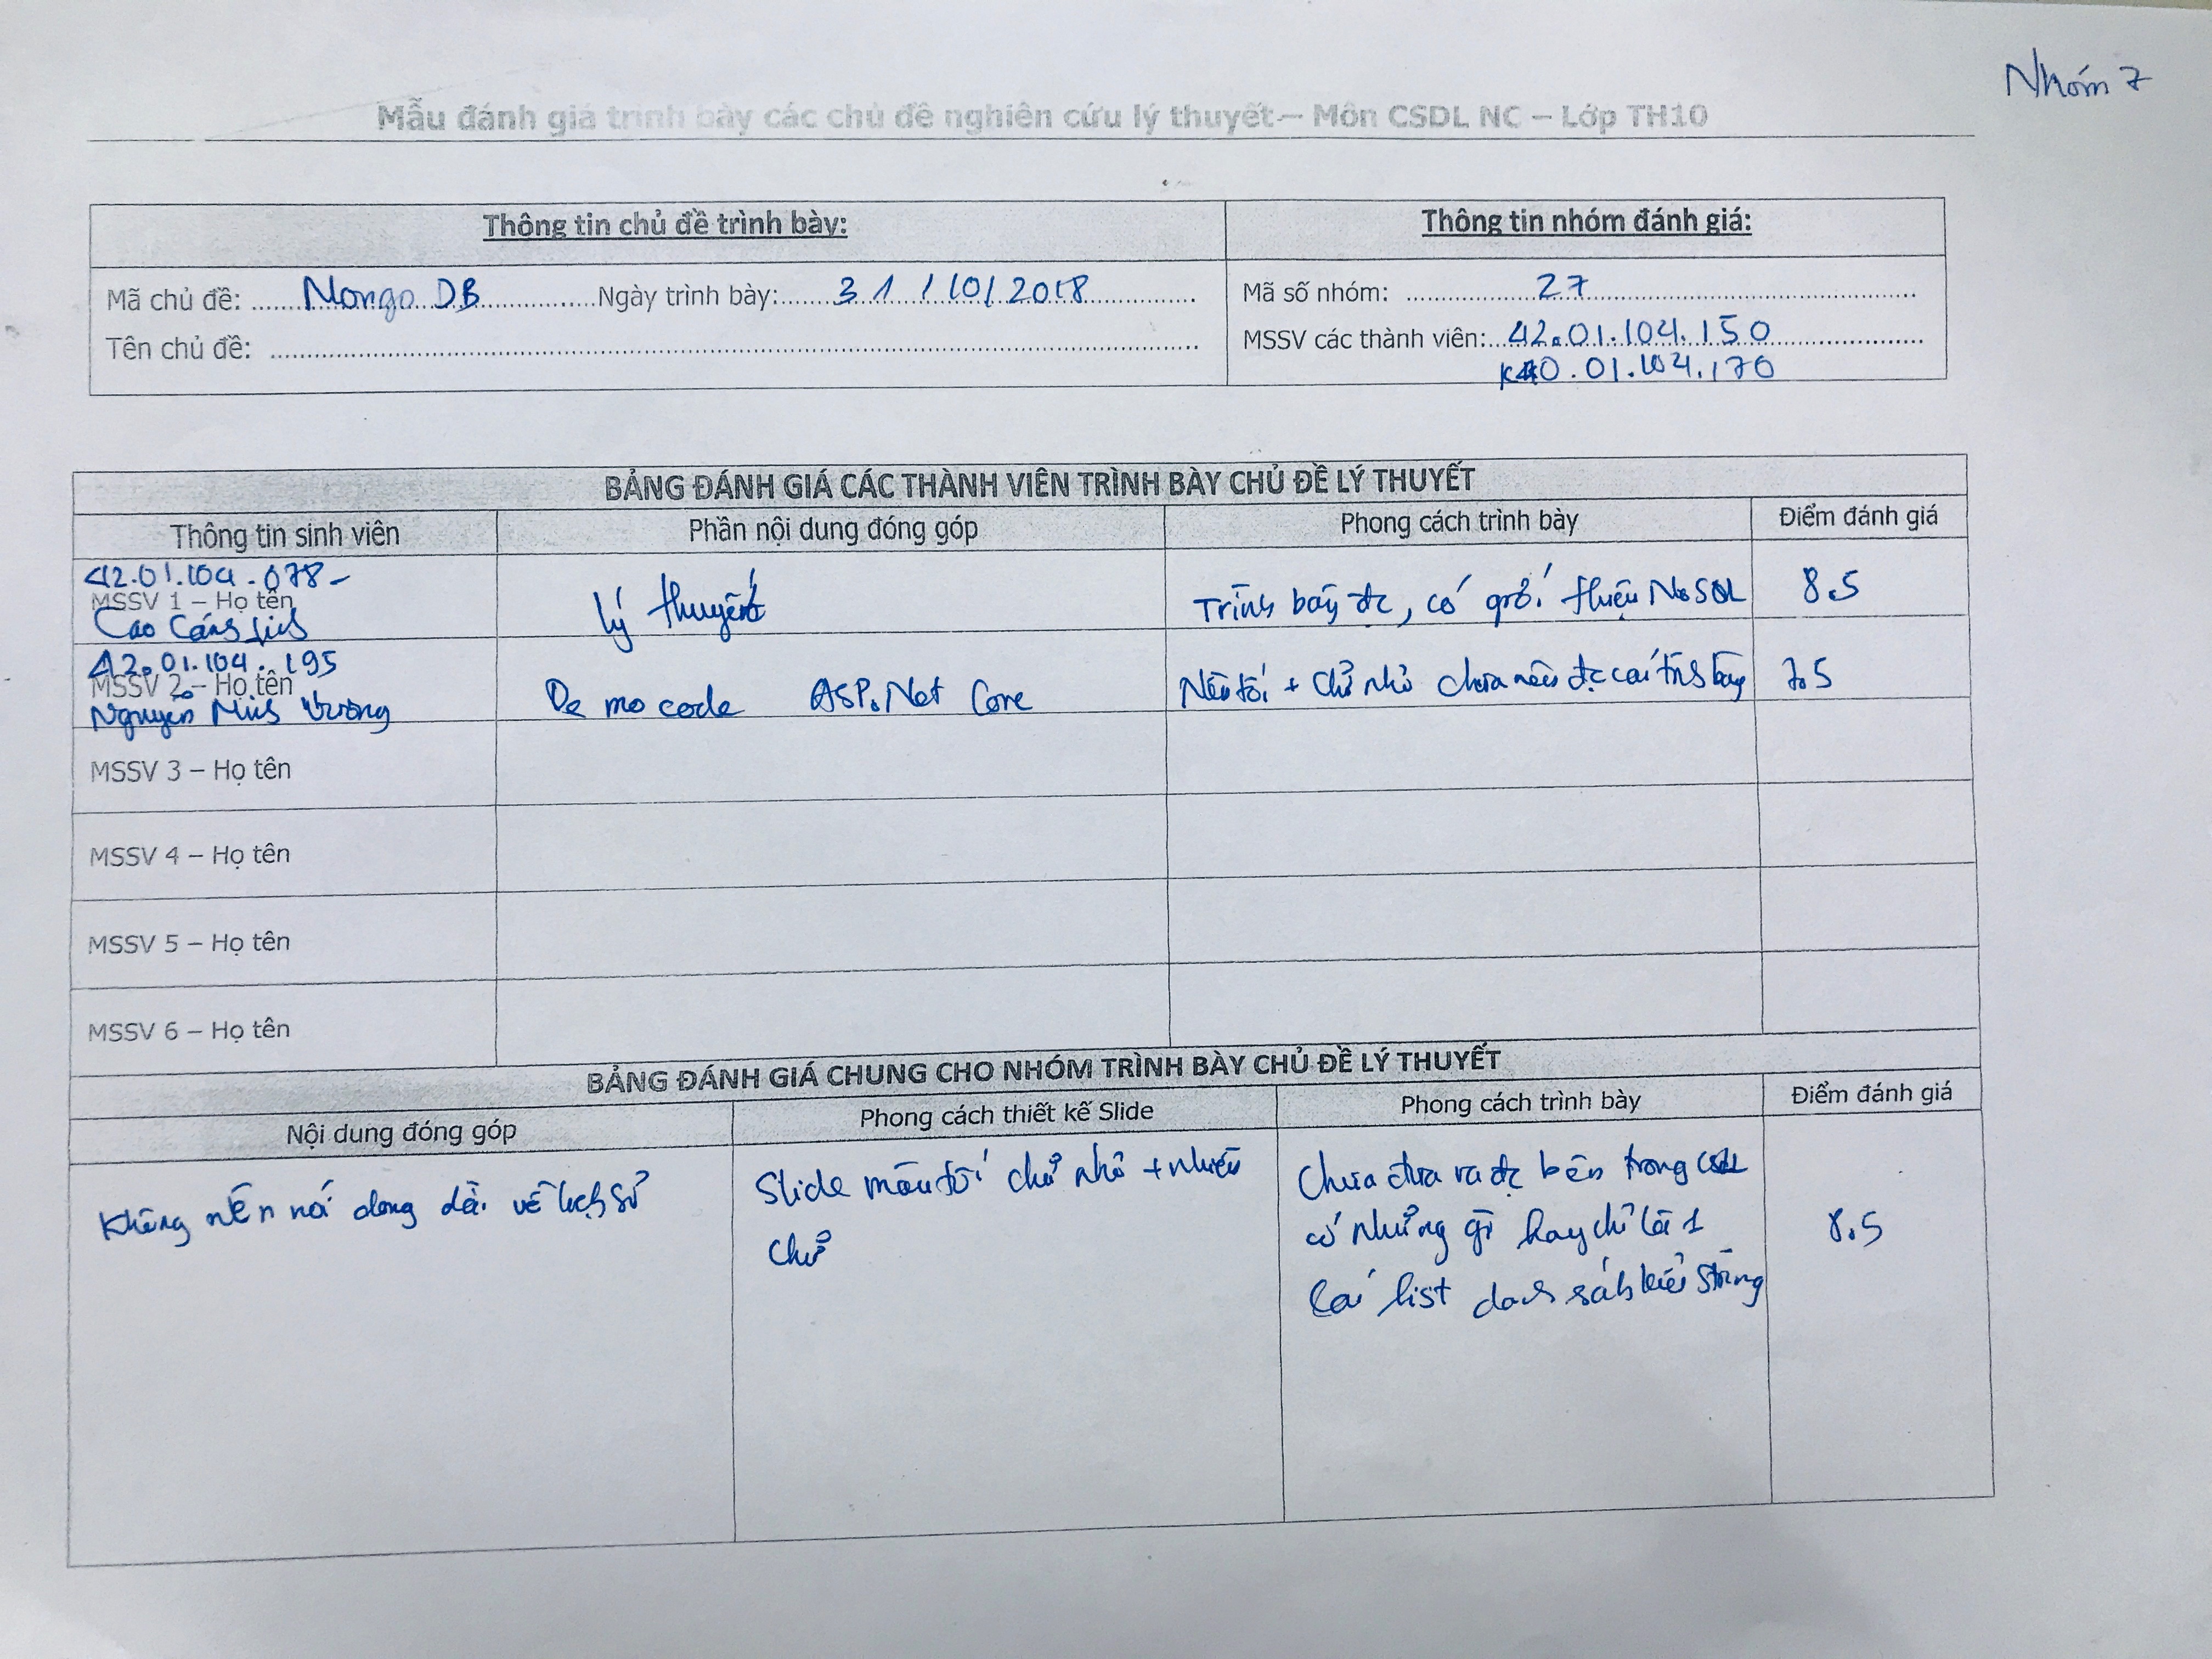 Nhóm 7
Mẫu đánh giá trình bày các chủ đề nghiên cứu lý thuyết – Môn CSDL NC – Lớp TH10
Thông tin chủ đề trình bày:
Thông tin nhóm đánh giá:
Mã chủ đề: Mongo DB Ngày trình bày: 31/10/2018
Mã số nhóm: 27
Tên chủ đề:
MSSV các thành viên: 42.01.104.150
40.01.104.170
BẢNG ĐÁNH GIÁ CÁC THÀNH VIÊN TRÌNH BÀY CHỦ ĐỀ LÝ THUYẾT
Thông tin sinh viên Phần nội dung đóng góp Phong cách trình bày Điểm đánh giá
42.01.104.078-
MSSV 1 – Họ tên
Cao Công
lý thuyết
Trình bày đc, có giới thiệu NoSQL 8.5
42.01.104.195
MSSV 2 – Họ tên
Nguyễn Minh Vương
Demo code ASP.Net Core
Nền tối + chữ nhỏ chưa nêu đc cái trình bày 7.5
MSSV 3 – Họ tên
MSSV 4 – Họ tên
MSSV 5 – Họ tên
MSSV 6 – Họ tên
BẢNG ĐÁNH GIÁ CHUNG CHO NHÓM TRÌNH BÀY CHỦ ĐỀ LÝ THUYẾT
Nội dung đóng góp Phong cách thiết kế Slide Phong cách trình bày Điểm đánh giá
Không nên nói dong dài về lịch sử
Slide màu tối chữ nhỏ + nhiều
chữ
Chưa đưa ra đc bên trong CSDL
có những gì hay chỉ là 1
cái list danh sách kiểu string
8.5